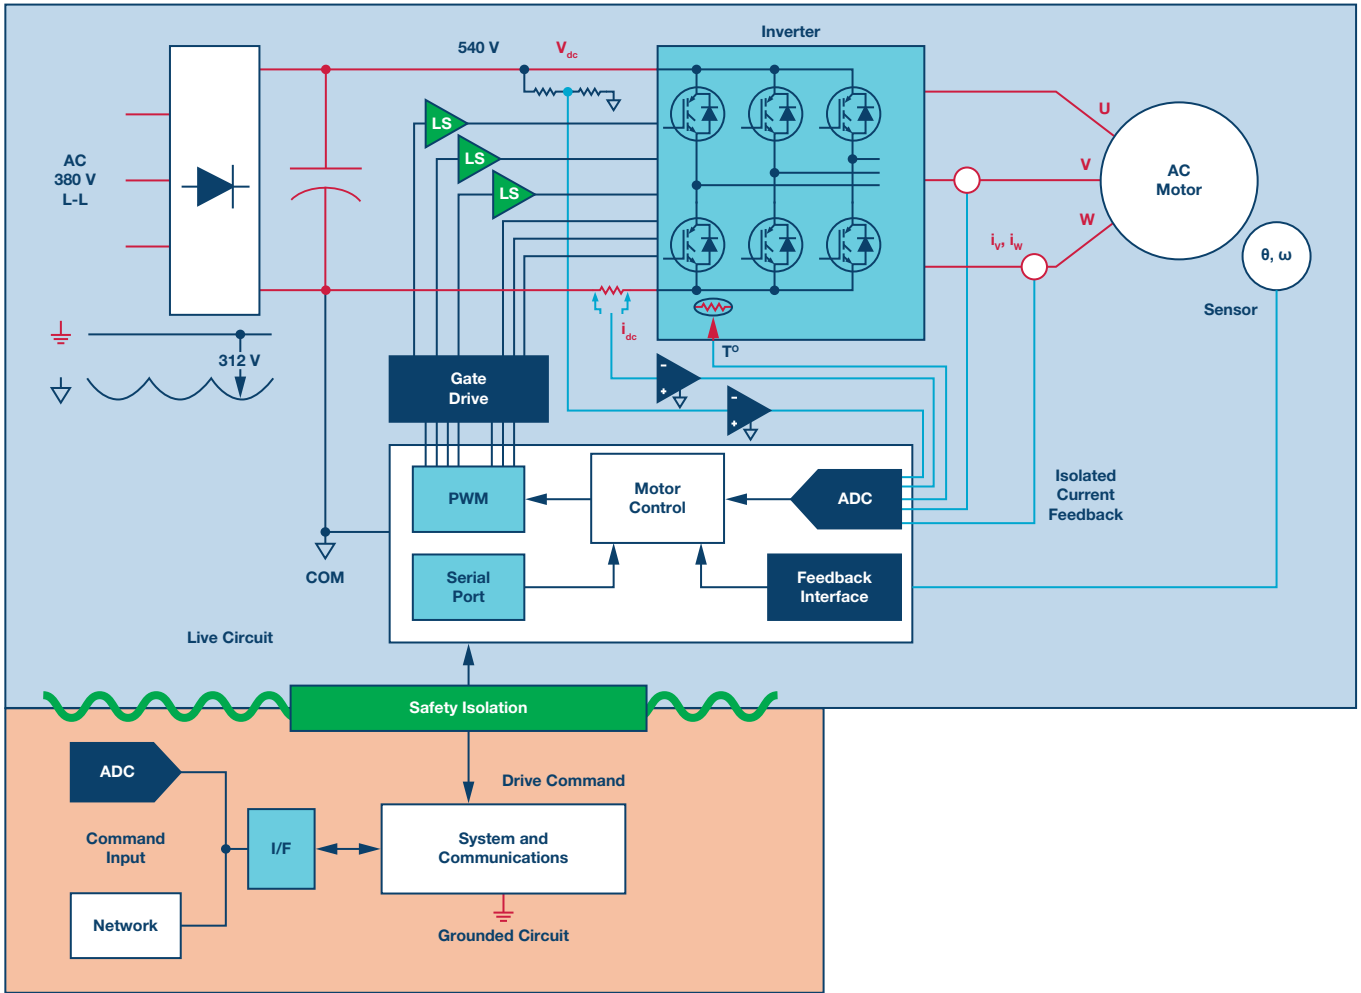 Inverter
540 V
Vdc
LS
LS
LS
AC
380 V
L-L
U
V
W
AC
Motor
iv, iw
θ, ω
Sensor
312 V
idc
T°
Gate
Drive
-
+
-
+
PWM
Motor
Control
ADC
Isolated
Current
Feedback
COM
Serial
Port
Feedback
Interface
Live Circuit
Safety Isolation
ADC
Drive Command
Command
Input
I/F
System and
Communications
Network
Grounded Circuit